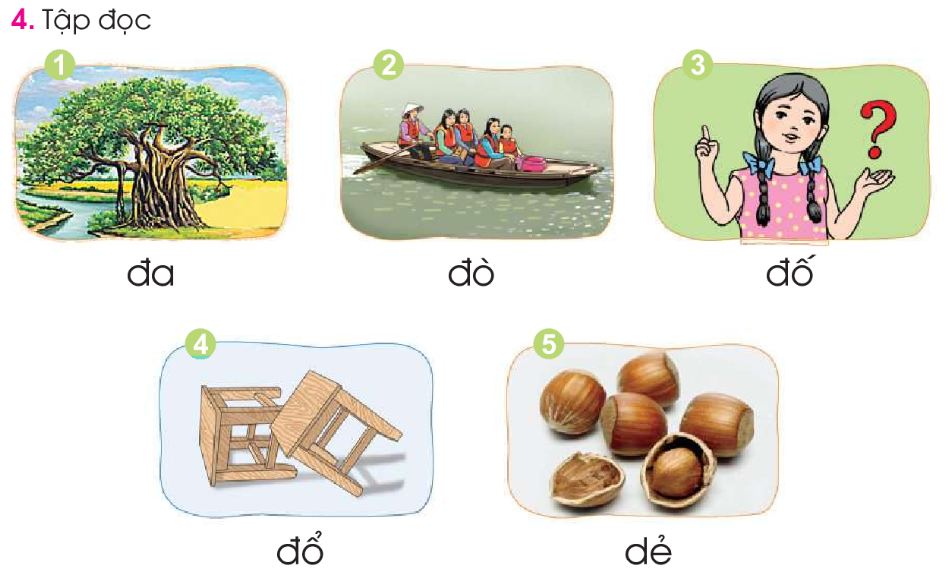 4. Tập đọc
1 2 3
đa đò đố
4 5
?
đổ dẻ